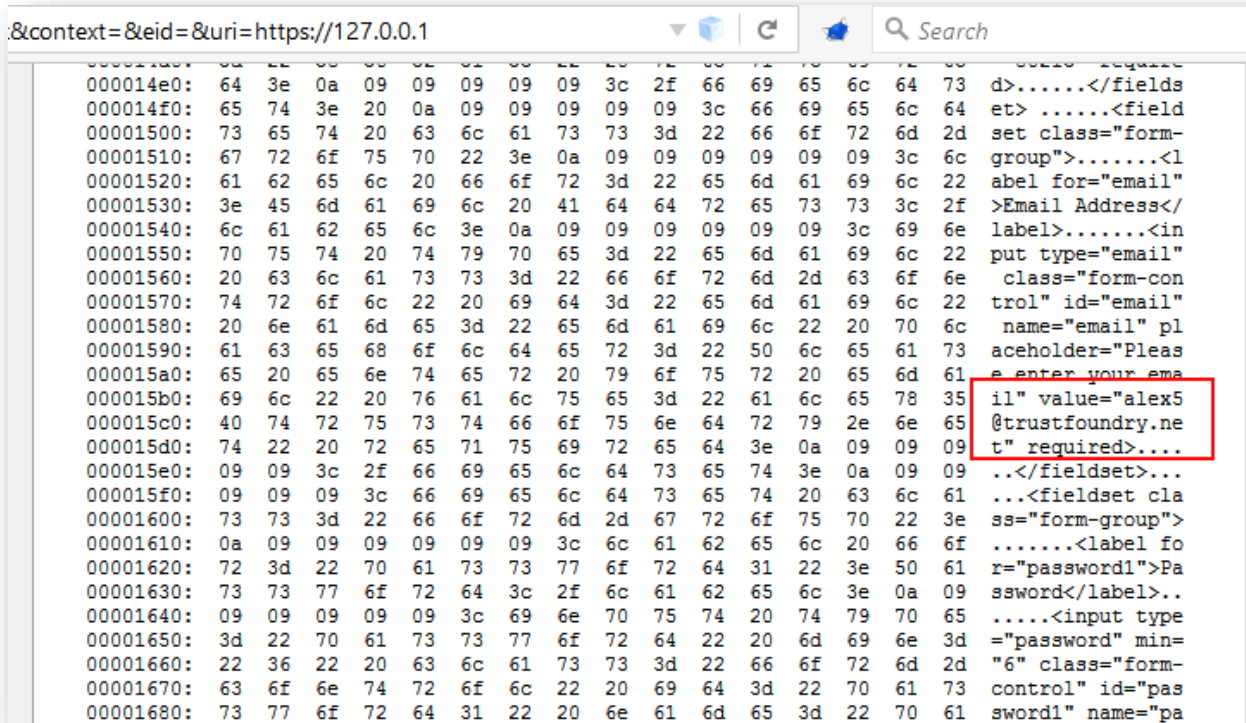 :&context=&eid=&uri=https://127.0.0.1 Search
000014e0: 64 3e 0a 09 09 09 09 09 3c 2f 66 69 65 6c 64 73 d>......</fields
000014f0: 65 74 3e 20 0a 09 09 09 09 09 3c 66 69 65 6c 64 et> ......<field
00001500: 73 65 74 20 63 6c 61 73 73 3d 22 66 6f 72 6d 2d set class="form-
00001510: 67 72 6f 75 70 22 3e 0a 09 09 09 09 09 09 3c 6c group">.......<l
00001520: 61 62 65 6c 20 66 6f 72 3d 22 65 6d 61 69 6c 22 abel for="email"
00001530: 3e 45 6d 61 69 6c 20 41 64 64 72 65 73 73 3c 2f >Email Address</
00001540: 6c 61 62 65 6c 3e 0a 09 09 09 09 09 09 3c 69 6e label>.......<in
00001550: 70 75 74 20 74 79 70 65 3d 22 65 6d 61 69 6c 22 put type="email"
00001560: 20 63 6c 61 73 73 3d 22 66 6f 72 6d 2d 63 6f 6e class="form-con
00001570: 74 72 6f 6c 22 20 69 64 3d 22 65 6d 61 69 6c 22 trol" id="email"
00001580: 20 6e 61 6d 65 3d 22 65 6d 61 69 6c 22 20 70 6c name="email" pl
00001590: 61 63 65 68 6f 6c 64 65 72 3d 22 50 6c 65 61 73 aceholder="Pleas
000015a0: 65 20 65 6e 74 65 72 20 79 6f 75 72 20 65 6d 61 e enter your ema
000015b0: 69 6c 22 20 76 61 6c 75 65 3d 22 61 6c 65 78 35 il" value="alex5
000015c0: 40 74 72 75 73 74 66 6f 75 6e 64 72 79 2e 6e 65 @trustfoundry.ne
000015d0: 74 22 20 72 65 71 75 69 72 65 64 3e 0a 09 09 09 t" required>....
000015e0: 09 09 3c 2f 66 69 65 6c 64 73 65 74 3e 0a 09 09 ..</fieldset>...
000015f0: 09 09 09 3c 66 69 65 6c 64 73 65 74 20 63 6c 61 ...<fieldset cla
00001600: 73 73 3d 22 66 6f 72 6d 2d 67 72 6f 75 70 22 3e ss="form-group">
00001610: 0a 09 09 09 09 09 09 3c 6c 61 62 65 6c 20 66 6f .......<label fo
00001620: 72 3d 22 70 61 73 73 77 6f 72 64 31 22 3e 50 61 r="password1">Pa
00001630: 73 73 77 6f 72 64 3c 2f 6c 61 62 65 6c 3e 0a 09 ssword</label>..
00001640: 09 09 09 09 09 3c 69 6e 70 75 74 20 74 79 70 65 .....<input type
00001650: 3d 22 70 61 73 73 77 6f 72 64 22 20 6d 69 6e 3d ="password" min=
00001660: 22 36 22 20 63 6c 61 73 73 3d 22 66 6f 72 6d 2d "6" class="form-
00001670: 63 6f 6e 74 72 6f 6c 22 20 69 64 3d 22 70 61 73 control" id="pas
00001680: 73 77 6f 72 64 31 22 20 6e 61 6d 65 3d 22 70 61 sword1" name="pa